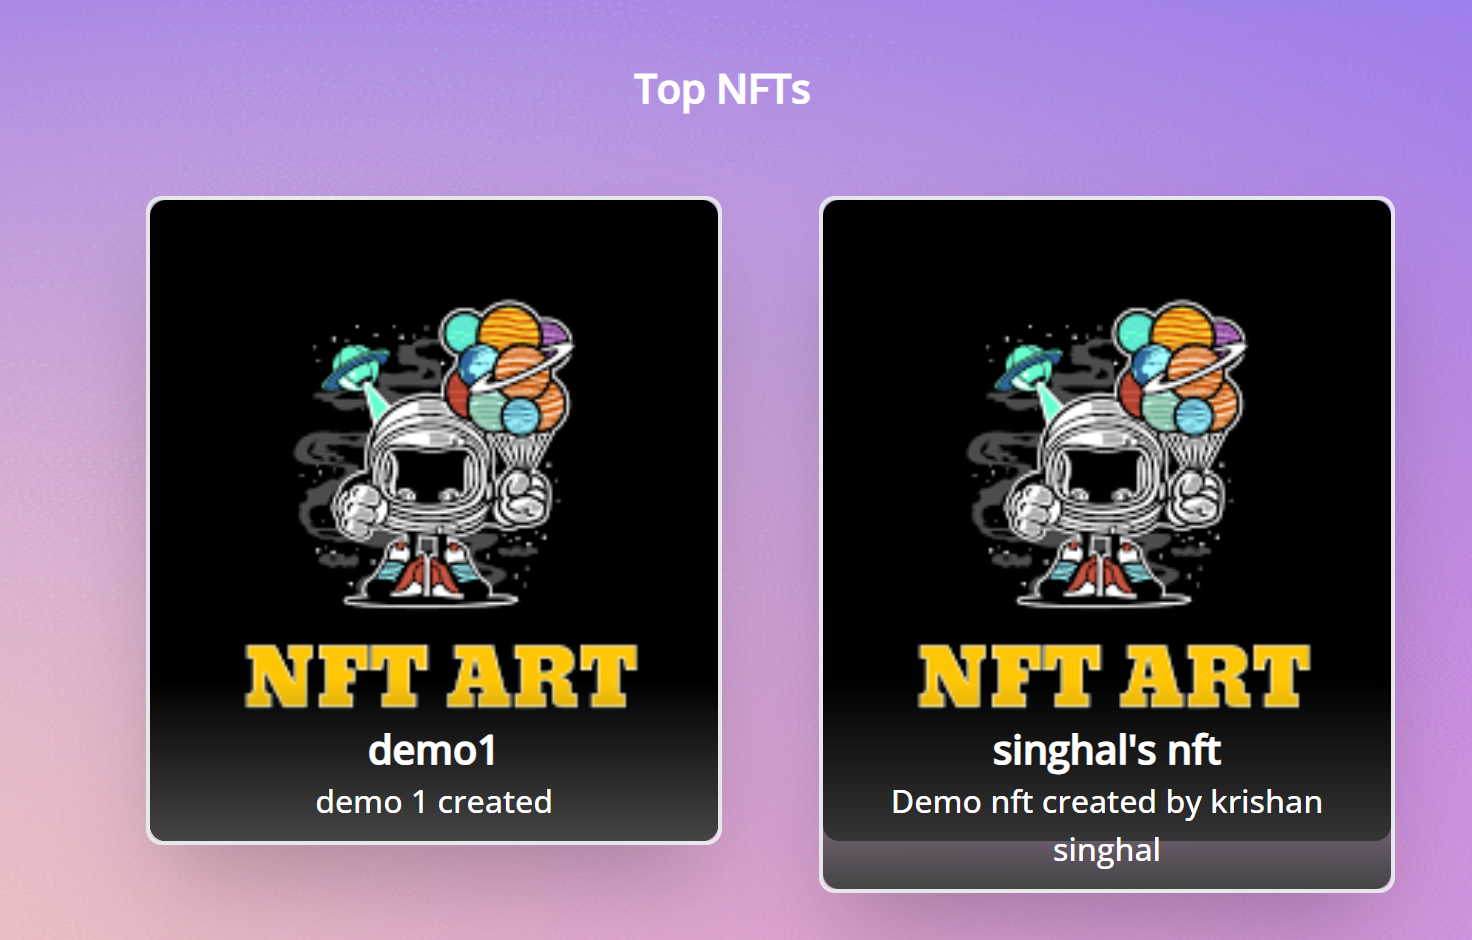 Top NFTs
NFT ART
demo1
demo 1 created
NFT ART
singhal's nft
Demo nft created by krishan
singhal